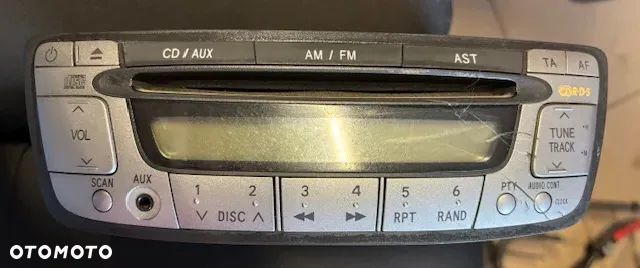 CD // AUX AM / FM AST TA AF
DISC R·D·S
VOL TUNE
TRACK
SCAN AUX 1 2 3 4 5 6 PTY AUDIO CONT
DISC RPT RAND CLOCK
OTOMOTO